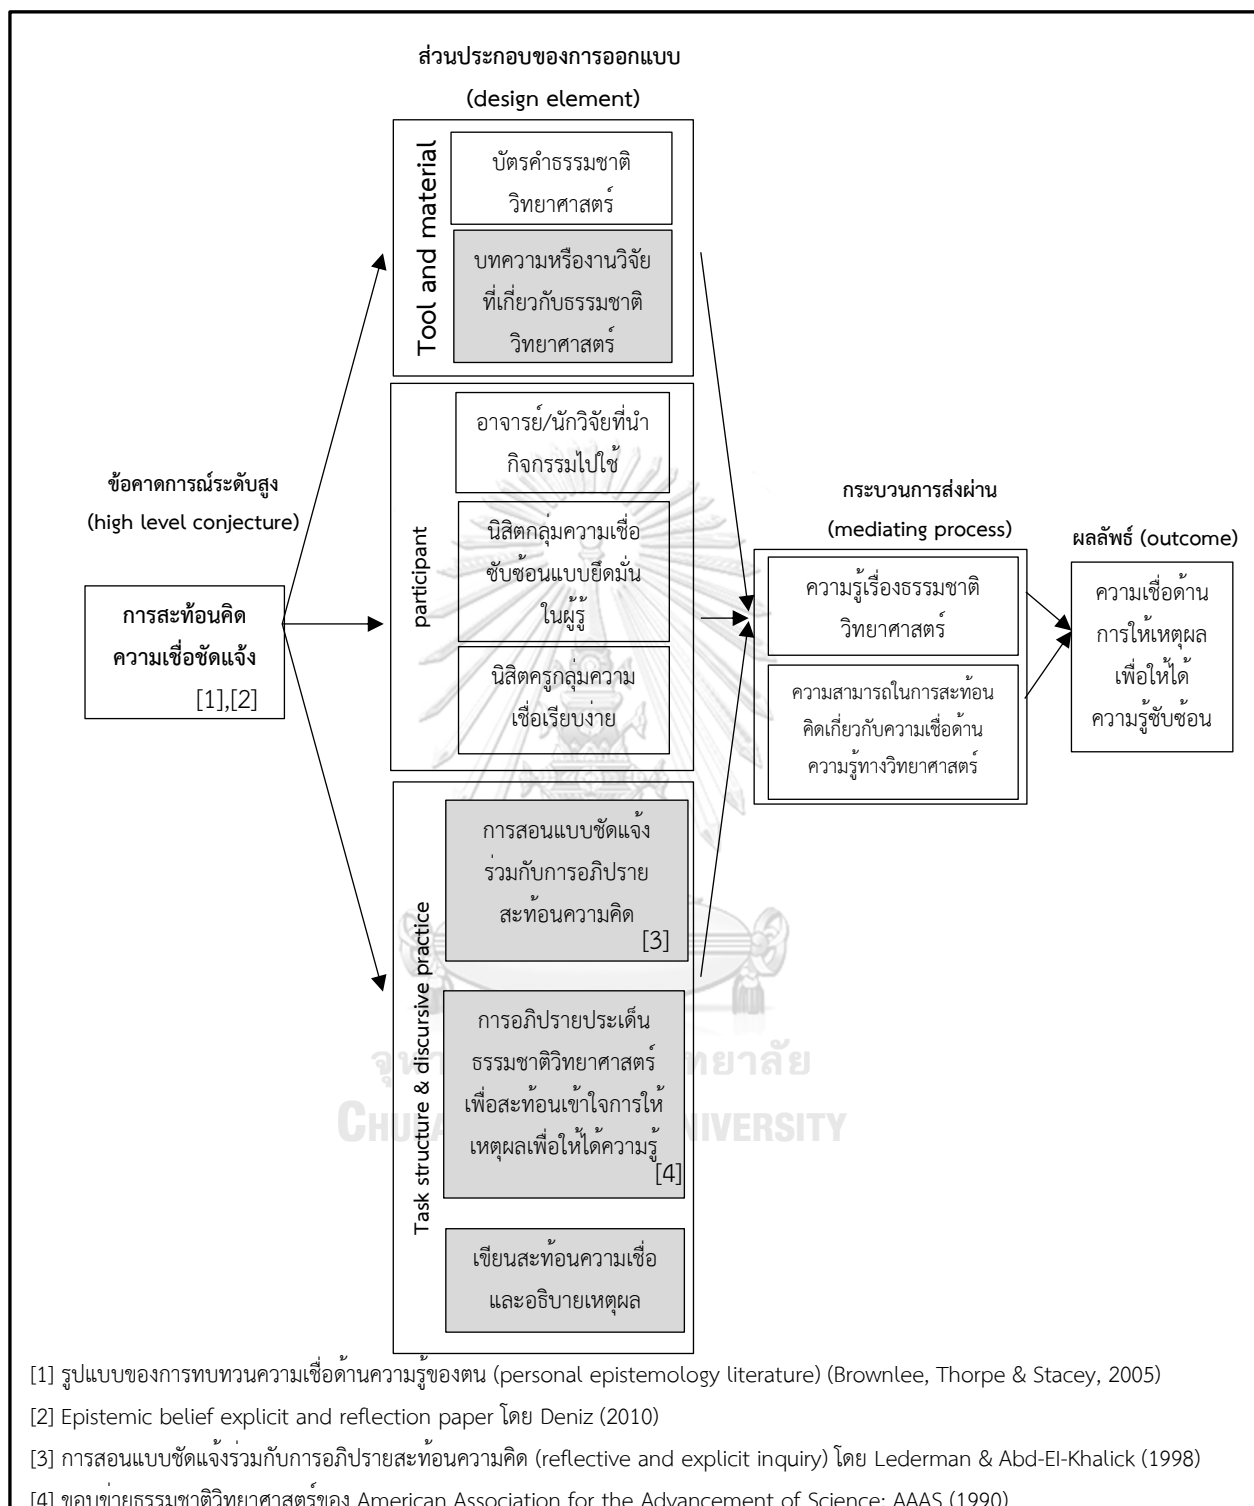 ส่วนประกอบของการออกแบบ
(design element)
Tool and material
บัตรคำธรรมชาติ
วิทยาศาสตร์
บทความหรืองานวิจัย
ที่เกี่ยวกับธรรมชาติ
วิทยาศาสตร์
participant
อาจารย์/นักวิจัยที่นำ
กิจกรรมไปใช้
นิสิตกลุ่มความเชื่อ
ซับซ้อนแบบยึดมั่น
ในผู้รู้
นิสิตครูกลุ่มความ
เชื่อเรียบง่าย
ข้อคาดการณ์ระดับสูง
(high level conjecture)
การสะท้อนคิด
ความเชื่อชัดแจ้ง
[1],[2]
กระบวนการส่งผ่าน
(mediating process)
ความรู้เรื่องธรรมชาติ
วิทยาศาสตร์
ความสามารถในการสะท้อน
คิดเกี่ยวกับความเชื่อด้าน
ความรู้ทางวิทยาศาสตร์
ผลลัพธ์ (outcome)
ความเชื่อด้าน
การให้เหตุผล
เพื่อให้ได้
ความรู้ซับซ้อน
Task structure & discursive practice
การสอนแบบชัดแจ้ง
ร่วมกับการอภิปราย
สะท้อนความคิด
[3]
การอภิปรายประเด็น
ธรรมชาติวิทยาศาสตร์
เพื่อสะท้อนเข้าใจการให้
เหตุผลเพื่อให้ได้ความรู้
[4]
เขียนสะท้อนความเชื่อ
และอธิบายเหตุผล
[1] รูปแบบของการทบทวนความเชื่อด้านความรู้ของตน (personal epistemology literature) (Brownlee, Thorpe & Stacey, 2005)
[2] Epistemic belief explicit and reflection paper โดย Deniz (2010)
[3] การสอนแบบชัดแจ้งร่วมกับการอภิปรายสะท้อนความคิด (reflective and explicit inquiry) โดย Lederman & Abd-El-Khalick (1998)
[4] ขอบข่ายธรรมชาติวิทยาศาสตร์ของ American Association for the Advancement of Science: AAAS (1990)